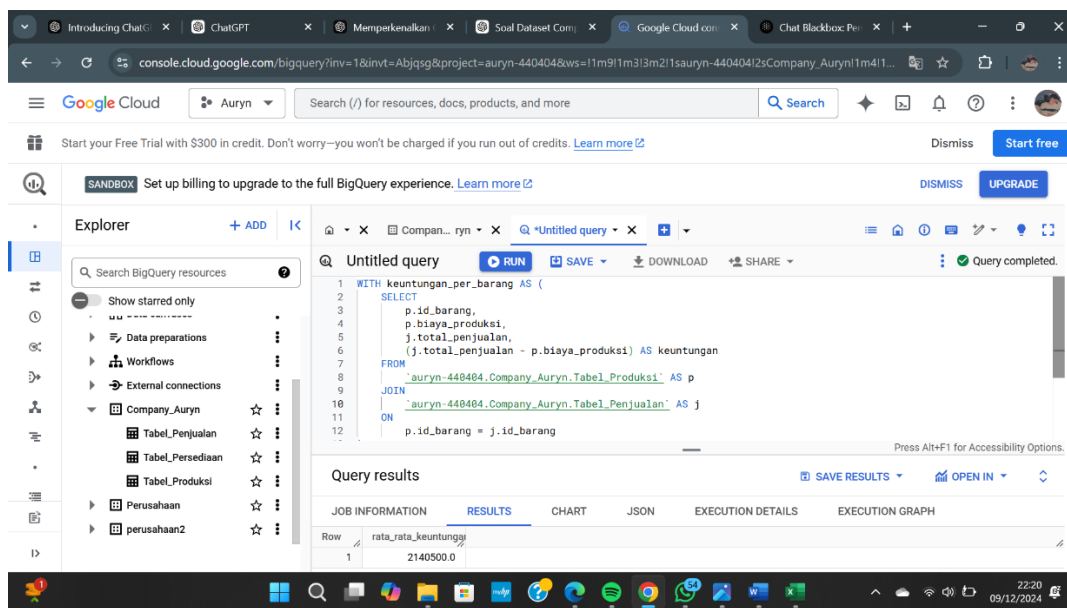 Introducing ChatG
ChatGPT
Memperkenalkan
Soal Dataset Comp
Google Cloud con
Chat Blackbox: Pen
console.cloud.google.com/bigquery?inv=1&invt=Abjqsg&project=auryn-440404&ws=!1m9!1m3!3m2!1sauryn-440404!2sCompany_Auryn!1m4!1...
Google Cloud
Auryn
Search (/) for resources, docs, products, and more
Search
Start your Free Trial with $300 in credit. Don't worry—you won't be charged if you run out of credits. Learn more
Dismiss
Start free
SANDBOX Set up billing to upgrade to the full BigQuery experience. Learn more
DISMISS
UPGRADE
Explorer
+ ADD
Compan... ryn
*Untitled query
Search BigQuery resources
Untitled query
RUN
SAVE
DOWNLOAD
SHARE
Query completed.
Show starred only
Data preparations
Workflows
External connections
Company_Auryn
Tabel_Penjualan
Tabel_Persediaan
Tabel_Produksi
Perusahaan
perusahaan2
1 WITH keuntungan_per_barang AS (
2 SELECT
3 p.id_barang,
4 p.biaya_produksi,
5 j.total_penjualan,
6 (j.total_penjualan - p.biaya_produksi) AS keuntungan
7 FROM
8 `auryn-440404.Company_Auryn.Tabel_Produksi` AS p
9 JOIN
10 `auryn-440404.Company_Auryn.Tabel_Penjualan` AS j
11 ON
12 p.id_barang = j.id_barang
Press Alt+F1 for Accessibility Options.
Query results
SAVE RESULTS
OPEN IN
JOB INFORMATION
RESULTS
CHART
JSON
EXECUTION DETAILS
EXECUTION GRAPH
Row
rata_rata_keuntungan
1
2140500.0
1
54
22:20
09/12/2024